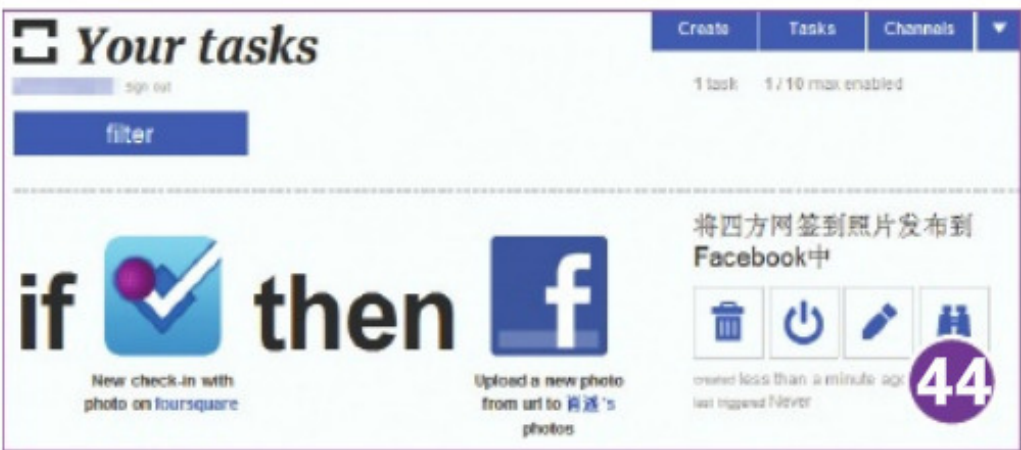 Your tasks
Create Tasks Channels
sign out
1 task 1 / 10 max enabled
filter
将四方网签到照片发布到
Facebook中
if then
New check-in with
photo on foursquare
Upload a new photo
from url to 's
photos
created less than a minute ago
last triggered Never
44